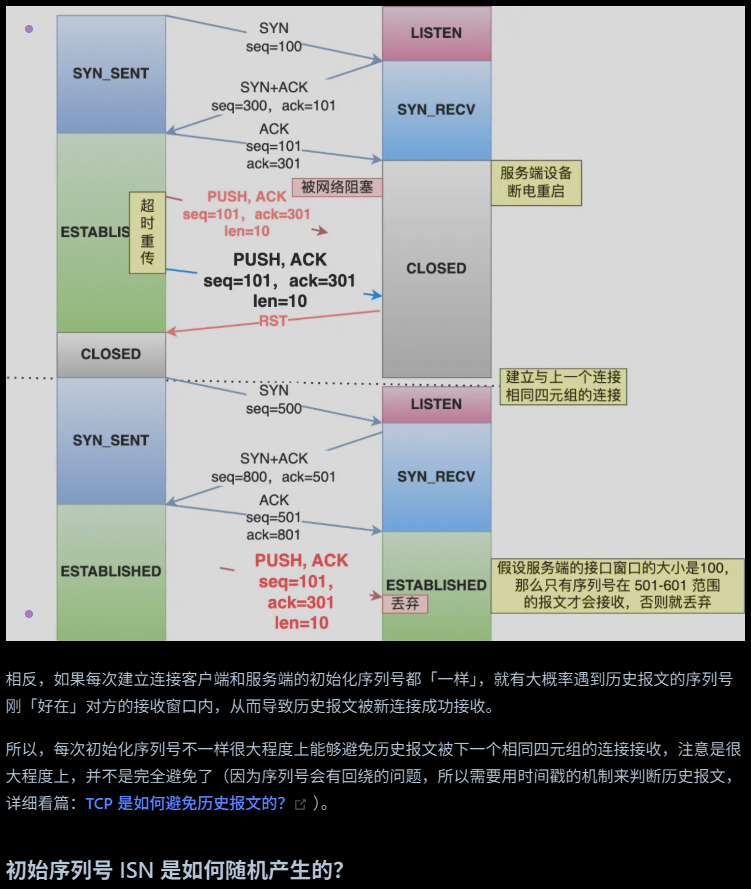 SYN
seq=100
LISTEN
SYN_SENT
SYN+ACK
seq=300，ack=101
SYN_RECV
ACK
seq=101
ack=301
服务端设备
断电重启
被网络阻塞
PUSH, ACK
seq=101，ack=301
len=10
超
时
重
传
ESTABLIS
PUSH, ACK
seq=101，ack=301
len=10
CLOSED
RST
CLOSED
建立与上一个连接
相同四元组的连接
SYN
seq=500
LISTEN
SYN_SENT
SYN+ACK
seq=800，ack=501
SYN_RECV
ACK
seq=501
ack=801
ESTABLISHED
PUSH, ACK
seq=101,
ack=301
len=10
ESTABLISHED
丢弃
假设服务端的接口窗口的大小是100，
那么只有序列号在 501-601 范围
的报文才会接收，否则就丢弃
相反，如果每次建立连接客户端和服务端的初始化序列号都「一样」，就有大概率遇到历史报文的序列号
刚「好在」对方的接收窗口内，从而导致历史报文被新连接成功接收。
所以，每次初始化序列号不一样很大程度上能够避免历史报文被下一个相同四元组的连接接收，注意是很
大程度上，并不是完全避免了（因为序列号会有回绕的问题，所以需要用时间戳的机制来判断历史报文，
详细看篇：TCP 是如何避免历史报文的？）。
初始序列号 ISN 是如何随机产生的？